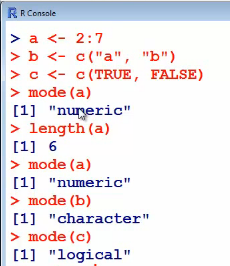 R Console
> a <- 2:7
> b <- c("a", "b")
> c <- c(TRUE, FALSE)
> mode(a)
[1] "numeric"
> length(a)
[1] 6
> mode(a)
[1] "numeric"
> mode(b)
[1] "character"
> mode(c)
[1] "logical"